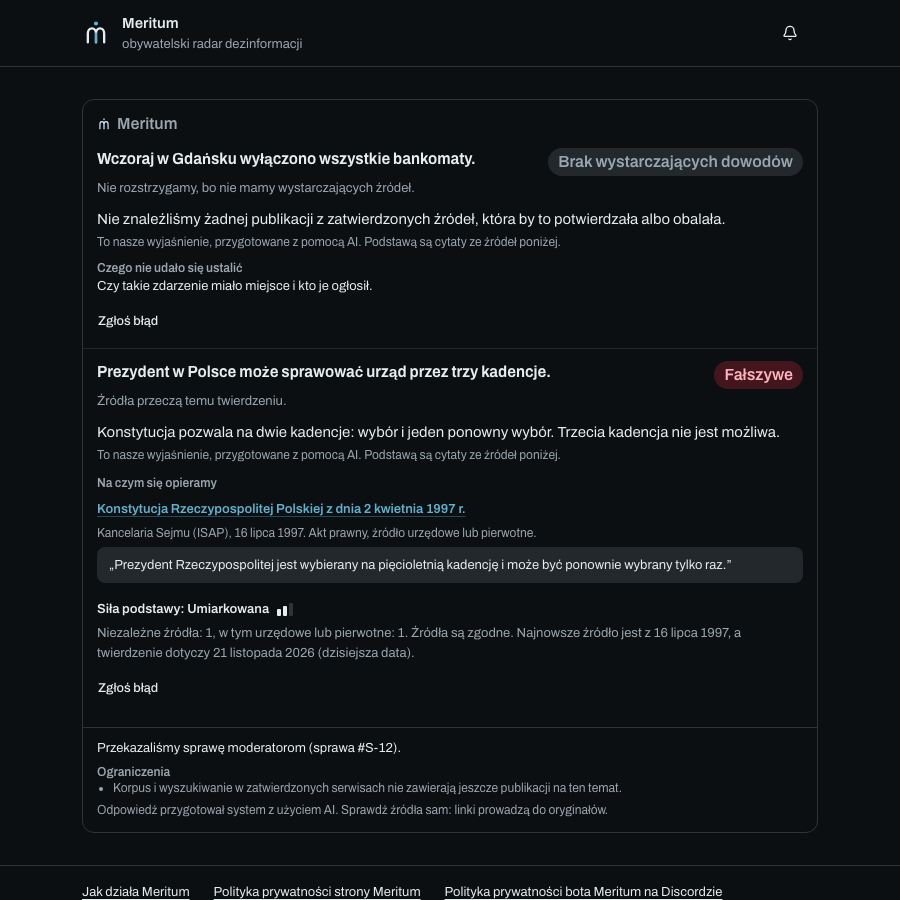 Meritum
obywatelski radar dezinformacji
Meritum
Wczoraj w Gdańsku wyłączono wszystkie bankomaty.
Brak wystarczających dowodów
Nie rozstrzygamy, bo nie mamy wystarczających źródeł.
Nie znaleźliśmy żadnej publikacji z zatwierdzonych źródeł, która by to potwierdzała albo obalała.
To nasze wyjaśnienie, przygotowane z pomocą AI. Podstawą są cytaty ze źródeł poniżej.
Czego nie udało się ustalić
Czy takie zdarzenie miało miejsce i kto je ogłosił.
Zgłoś błąd
Prezydent w Polsce może sprawować urząd przez trzy kadencje.
Fałszywe
Źródła przeczą temu twierdzeniu.
Konstytucja pozwala na dwie kadencje: wybór i jeden ponowny wybór. Trzecia kadencja nie jest możliwa.
To nasze wyjaśnienie, przygotowane z pomocą AI. Podstawą są cytaty ze źródeł poniżej.
Na czym się opieramy
Konstytucja Rzeczypospolitej Polskiej z dnia 2 kwietnia 1997 r.
Kancelaria Sejmu (ISAP), 16 lipca 1997. Akt prawny, źródło urzędowe lub pierwotne.
„Prezydent Rzeczypospolitej jest wybierany na pięcioletnią kadencję i może być ponownie wybrany tylko raz.”
Siła podstawy: Umiarkowana
Niezależne źródła: 1, w tym urzędowe lub pierwotne: 1. Źródła są zgodne. Najnowsze źródło jest z 16 lipca 1997, a
twierdzenie dotyczy 21 listopada 2026 (dzisiejsza data).
Zgłoś błąd
Przekazaliśmy sprawę moderatorom (sprawa #S-12).
Ograniczenia
• Korpus i wyszukiwanie w zatwierdzonych serwisach nie zawierają jeszcze publikacji na ten temat.
Odpowiedź przygotował system z użyciem AI. Sprawdź źródła sam: linki prowadzą do oryginałów.
Jak działa Meritum
Polityka prywatności strony Meritum
Polityka prywatności bota Meritum na Discordzie